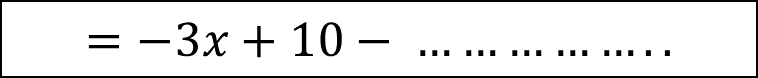 = −3x + 10 − … … … … …. .